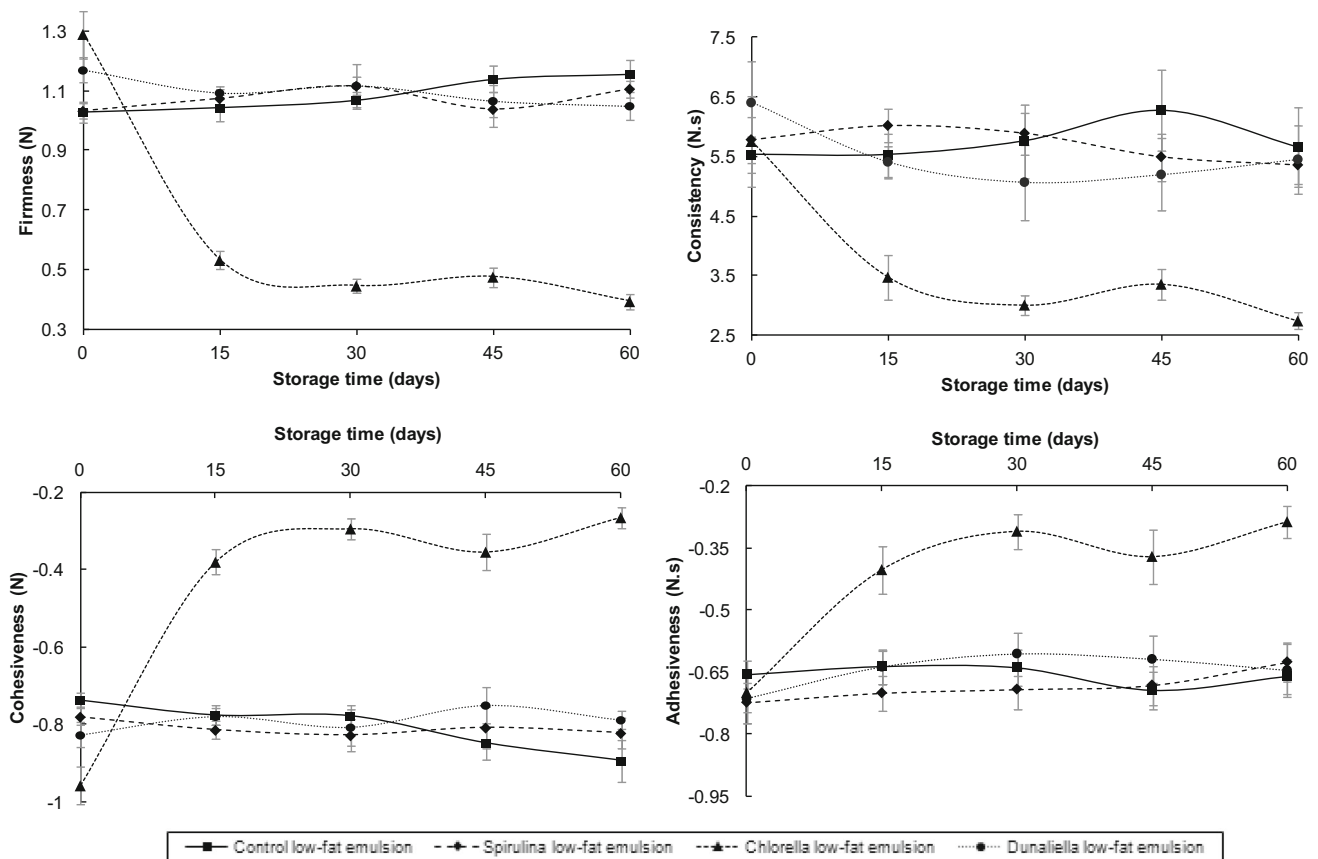 Firmness (N)
1.3
1.1
0.9
0.7
0.5
0.3
0 15 30 45 60
Storage time (days)
Consistency (N.s)
7.5
6.5
5.5
4.5
3.5
2.5
0 15 30 45 60
Storage time (days)
Storage time (days)
0 15 30 45 60
Cohesiveness (N)
-0.2
-0.4
-0.6
-0.8
-1
Storage time (days)
0 15 30 45 60
Adhesiveness (N.s)
-0.2
-0.35
-0.5
-0.65
-0.8
-0.95
Control low-fat emulsion Spirulina low-fat emulsion Chlorella low-fat emulsion Dunaliella low-fat emulsion